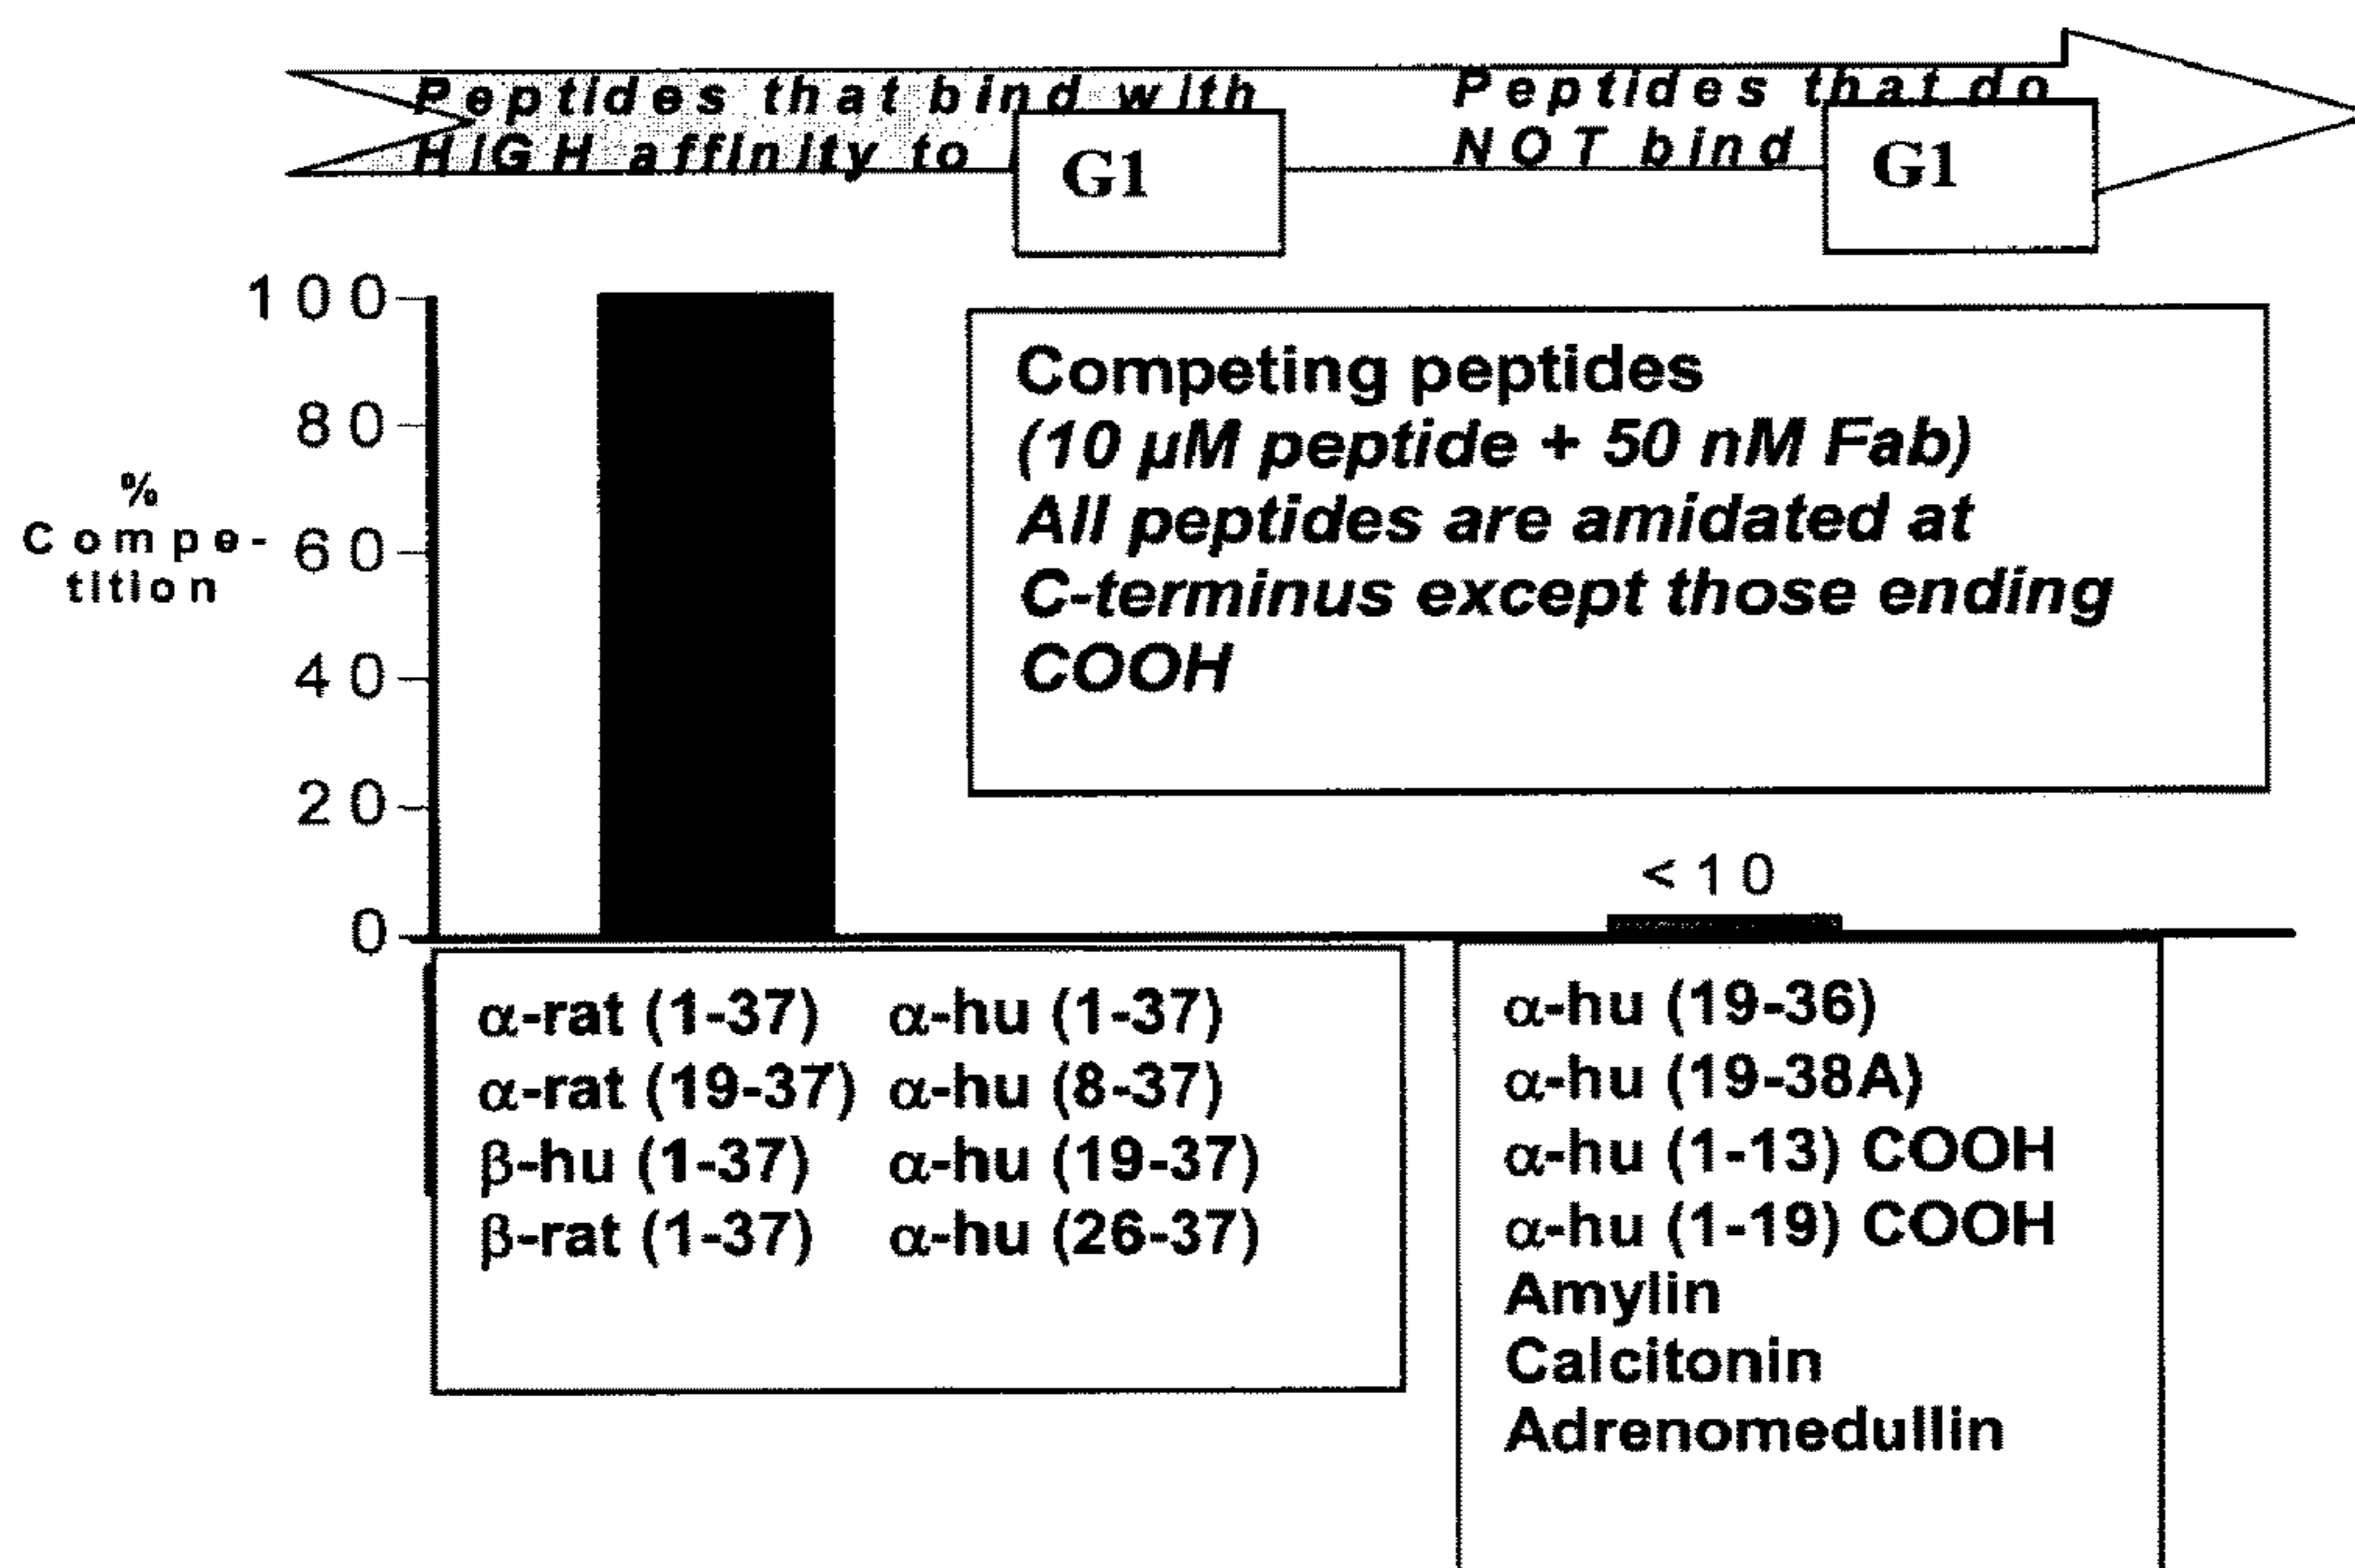 Peptides that bind with
HIGH affinity to G1
Peptides that do
NOT bind G1
100
80
60
40
20
0
%
Compe-
tition
Competing peptides
(10 µM peptide + 50 nM Fab)
All peptides are amidated at
C-terminus except those ending
COOH
<10
α-rat (1-37) α-hu (1-37)
α-rat (19-37) α-hu (8-37)
β-hu (1-37) α-hu (19-37)
β-rat (1-37) α-hu (26-37)
α-hu (19-36)
α-hu (19-38A)
α-hu (1-13) COOH
α-hu (1-19) COOH
Amylin
Calcitonin
Adrenomedullin